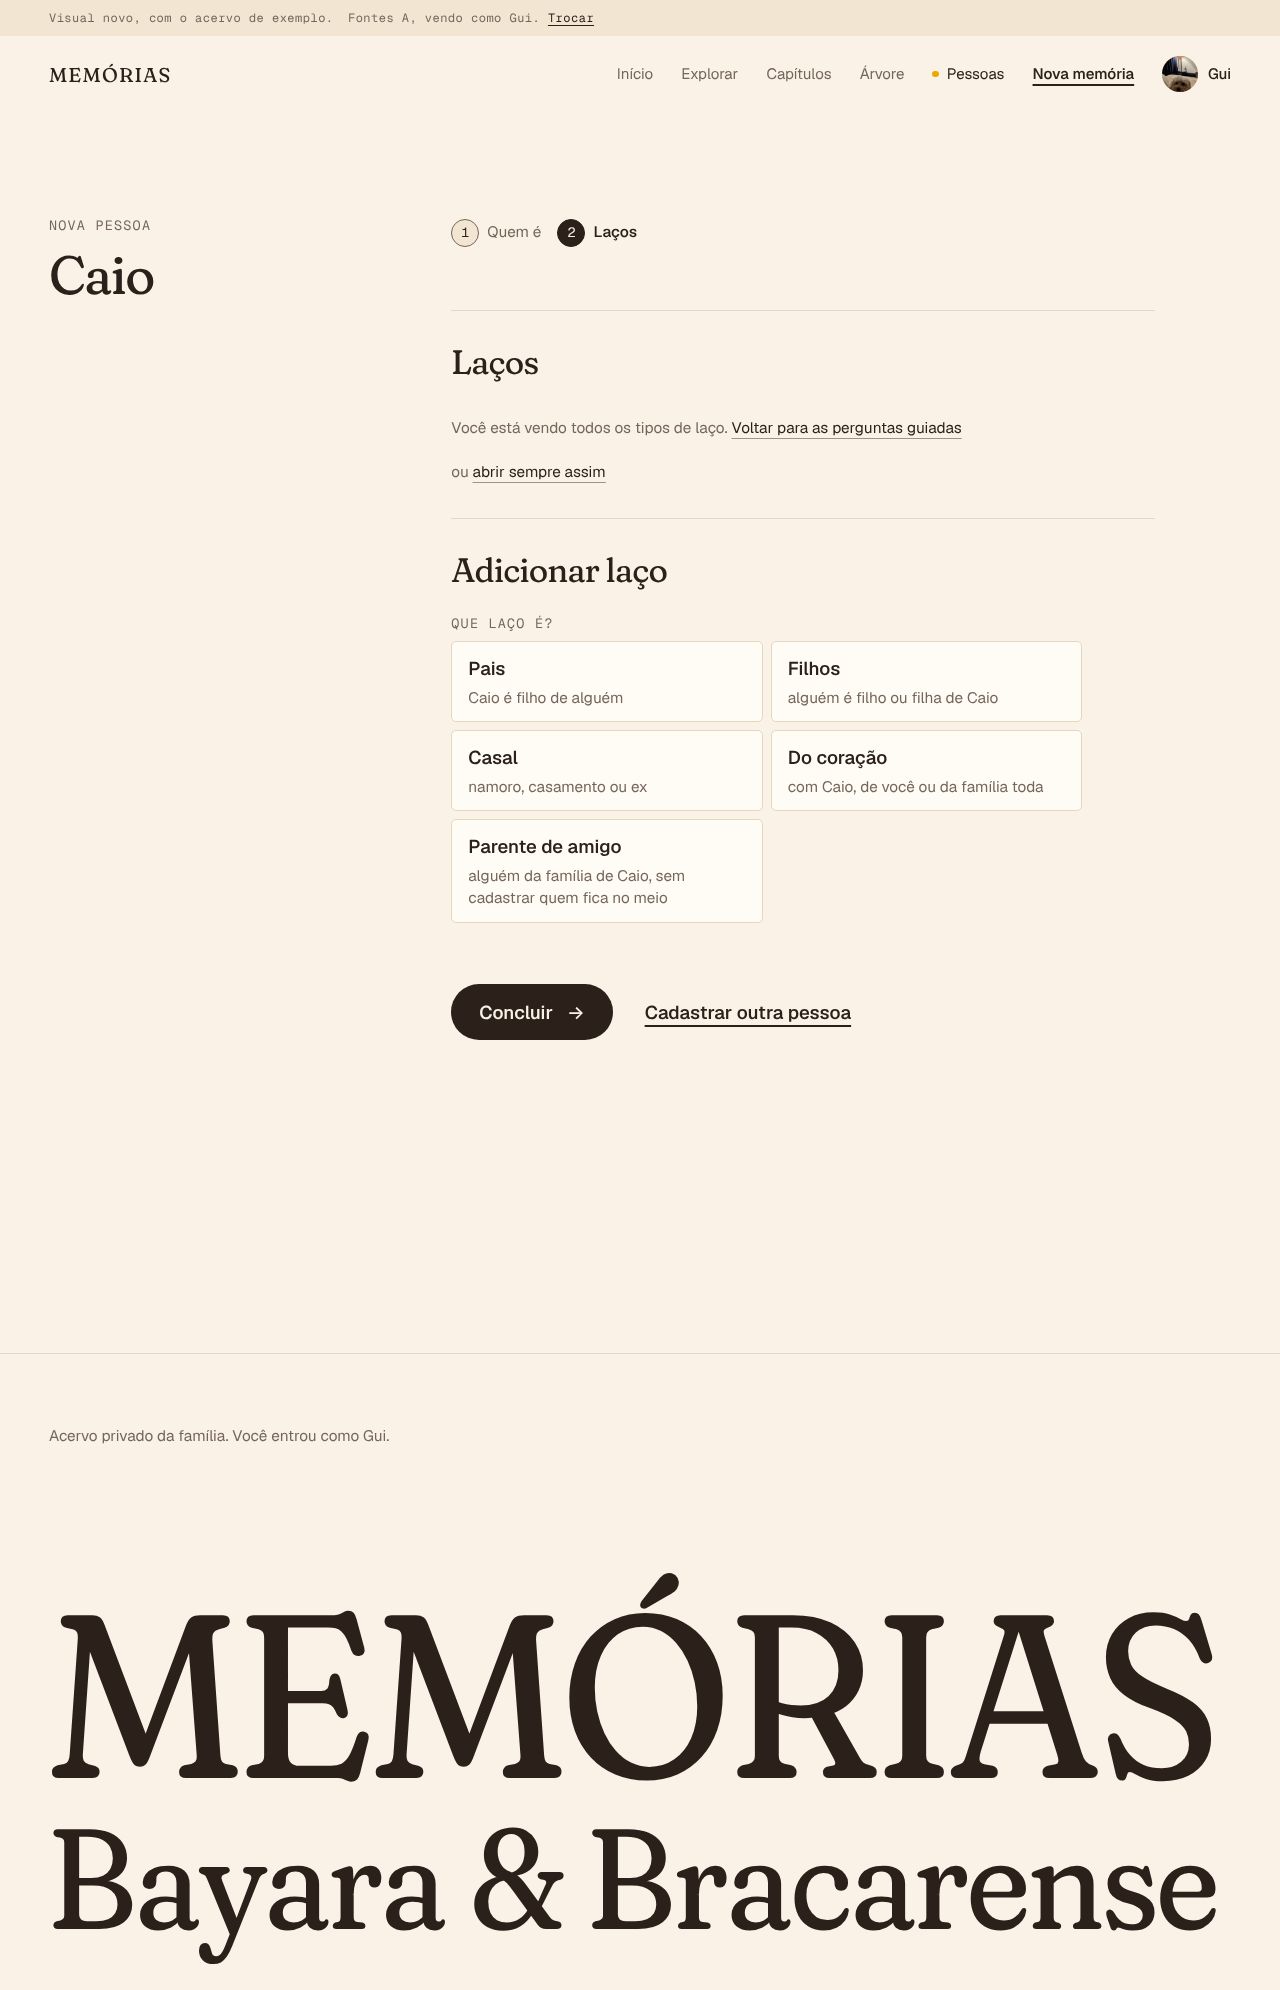 Visual novo, com o acervo de exemplo. Fontes A, vendo como Gui. Trocar
MEMÓRIAS
Início Explorar Capítulos Árvore Pessoas Nova memória Gui
NOVA PESSOA
Caio
1 Quem é 2 Laços
Laços
Você está vendo todos os tipos de laço. Voltar para as perguntas guiadas
ou abrir sempre assim
Adicionar laço
QUE LAÇO É?
Pais
Caio é filho de alguém
Filhos
alguém é filho ou filha de Caio
Casal
namoro, casamento ou ex
Do coração
com Caio, de você ou da família toda
Parente de amigo
alguém da família de Caio, sem
cadastrar quem fica no meio
Concluir →
Cadastrar outra pessoa
Acervo privado da família. Você entrou como Gui.
MEMÓRIAS
Bayara & Bracarense